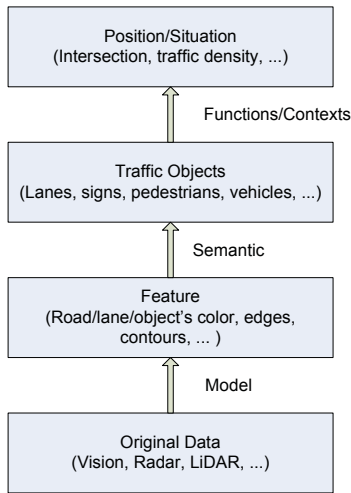 Position/Situation
(Intersection, traffic density, ...)
Functions/Contexts
Traffic Objects
(Lanes, signs, pedestrians, vehicles, ...)
Semantic
Feature
(Road/lane/object's color, edges,
contours, ... )
Model
Original Data
(Vision, Radar, LiDAR, ...)